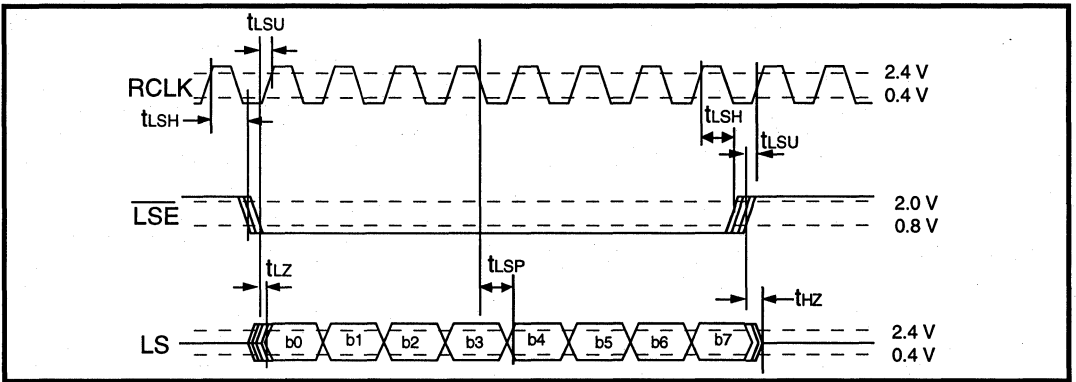 tLSU
RCLK
2.4 V
0.4 V
tLSH
tLSH
tLSU
LSE
2.0 V
0.8 V
tLZ
tLSP
tHZ
LS
b0 b1 b2 b3 b4 b5 b6 b7
2.4 V
0.4 V